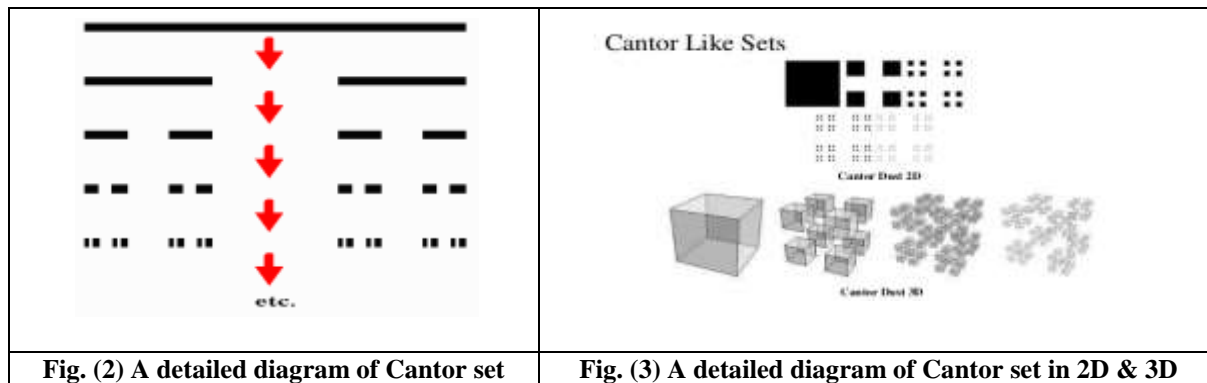 etc.
Cantor Like Sets
Cantor Dust 2D
Cantor Dust 3D
Fig. (2) A detailed diagram of Cantor set
Fig. (3) A detailed diagram of Cantor set in 2D & 3D